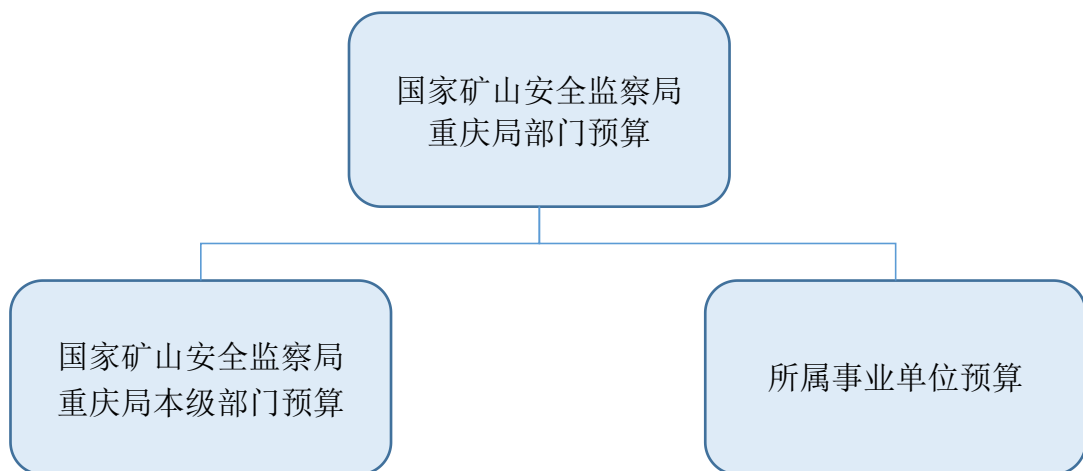 国家矿山安全监察局
重庆局部门预算
国家矿山安全监察局
重庆局本级部门预算
所属事业单位预算